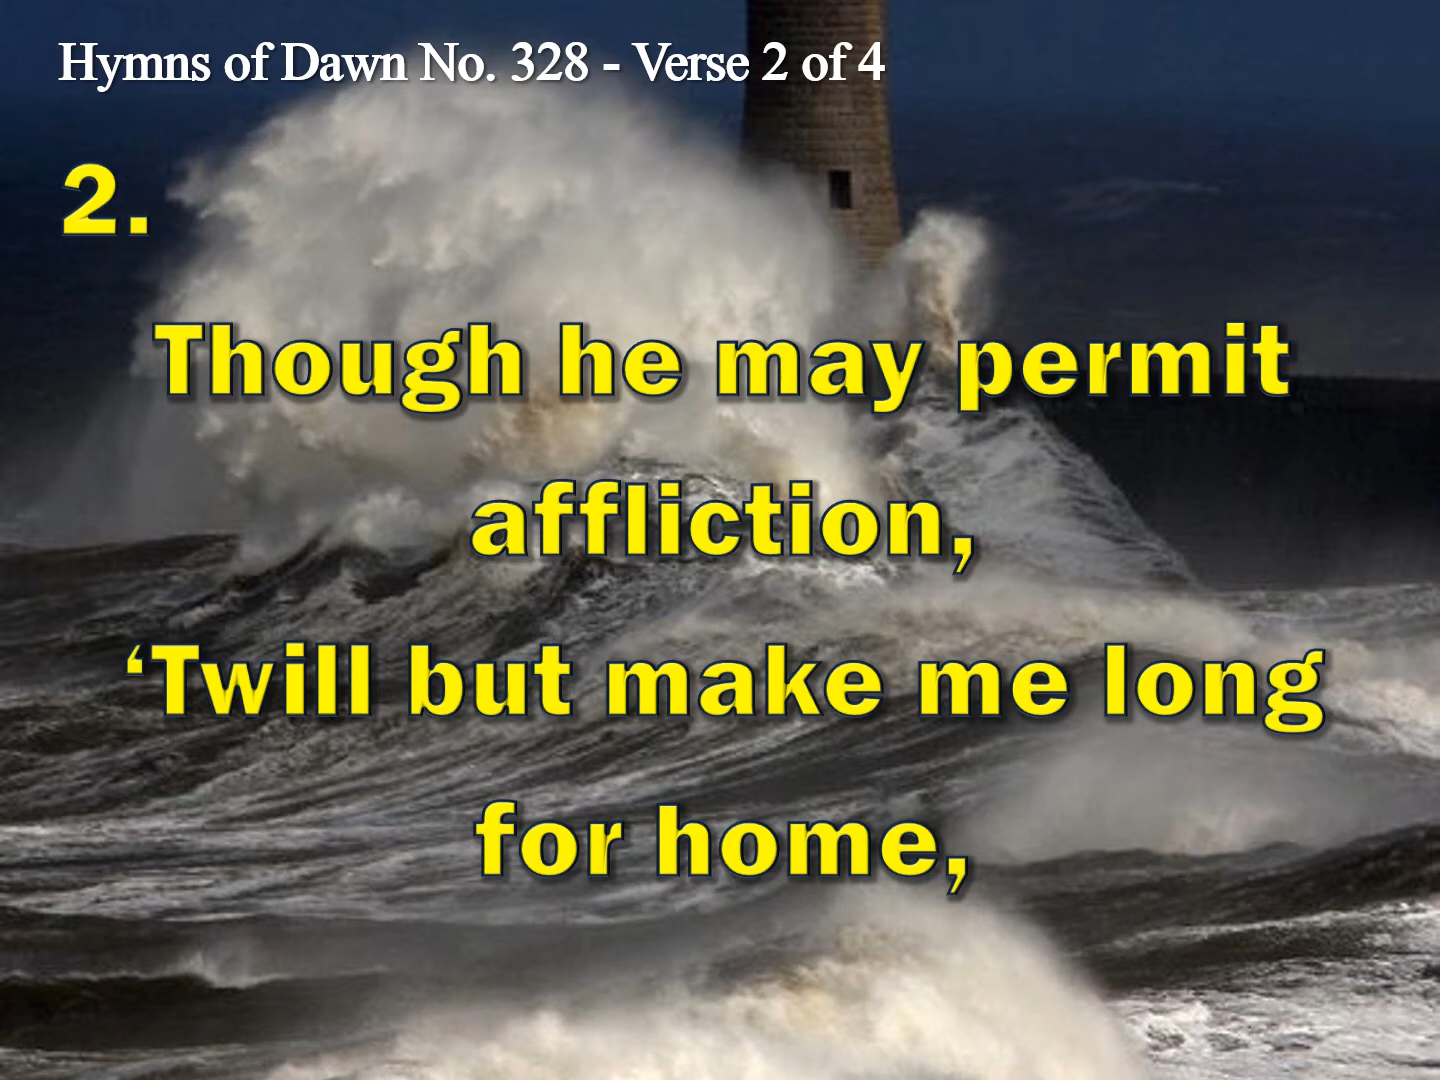 Hymns of Dawn No. 328 - Verse 2 of 4
2.
Though he may permit
affliction,
‘Twill but make me long
for home,